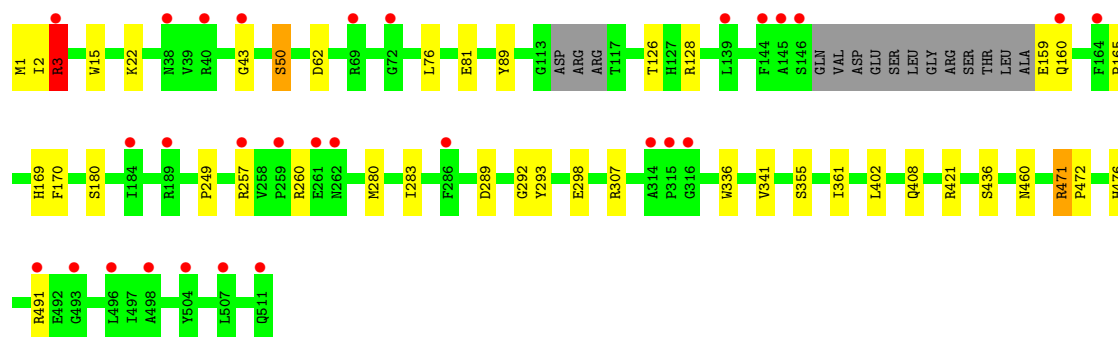 M1 I2 R3 W15 K22 N38 V39 R40 G43 S50 D62 R69 G72 L76 E81 Y89 G113 ASP ARG ARG T117 T126 H127 R128 L139 F144 A145 S146 GLN VAL ASP GLU SER LEU GLY ARG SER THR LEU ALA E159 Q160 F164
H169 F170 S180 I184 R189 P249 R257 V258 P259 R260 E261 N262 M280 I283 F286 D289 G292 Y293 E298 R307 A314 P315 G316 W336 V341 S355 I361 L402 Q408 R421 S436 N460 R471 P472
R491 E492 G493 L496 I497 A498 Y504 L507 Q511